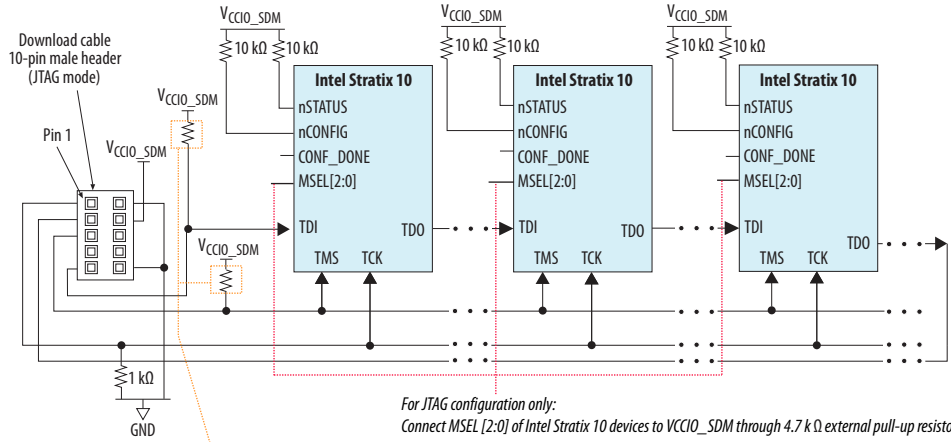 VCCIO_SDM
10 kΩ
10 kΩ
VCCIO_SDM
10 kΩ
10 kΩ
VCCIO_SDM
10 kΩ
10 kΩ
Download cable
10-pin male header
(JTAG mode)
Pin 1
VCCIO_SDM
VCCIO_SDM
VCCIO_SDM
1 kΩ
GND
Intel Stratix 10
nSTATUS
nCONFIG
CONF_DONE
MSEL[2:0]
TDI
TDO
TMS TCK
Intel Stratix 10
nSTATUS
nCONFIG
CONF_DONE
MSEL[2:0]
TDI
TDO
TMS TCK
Intel Stratix 10
nSTATUS
nCONFIG
CONF_DONE
MSEL[2:0]
TDI
TDO
TMS TCK
For JTAG configuration only:
Connect MSEL [2:0] of Intel Stratix 10 devices to VCCIO_SDM through 4.7 k Ω external pull-up